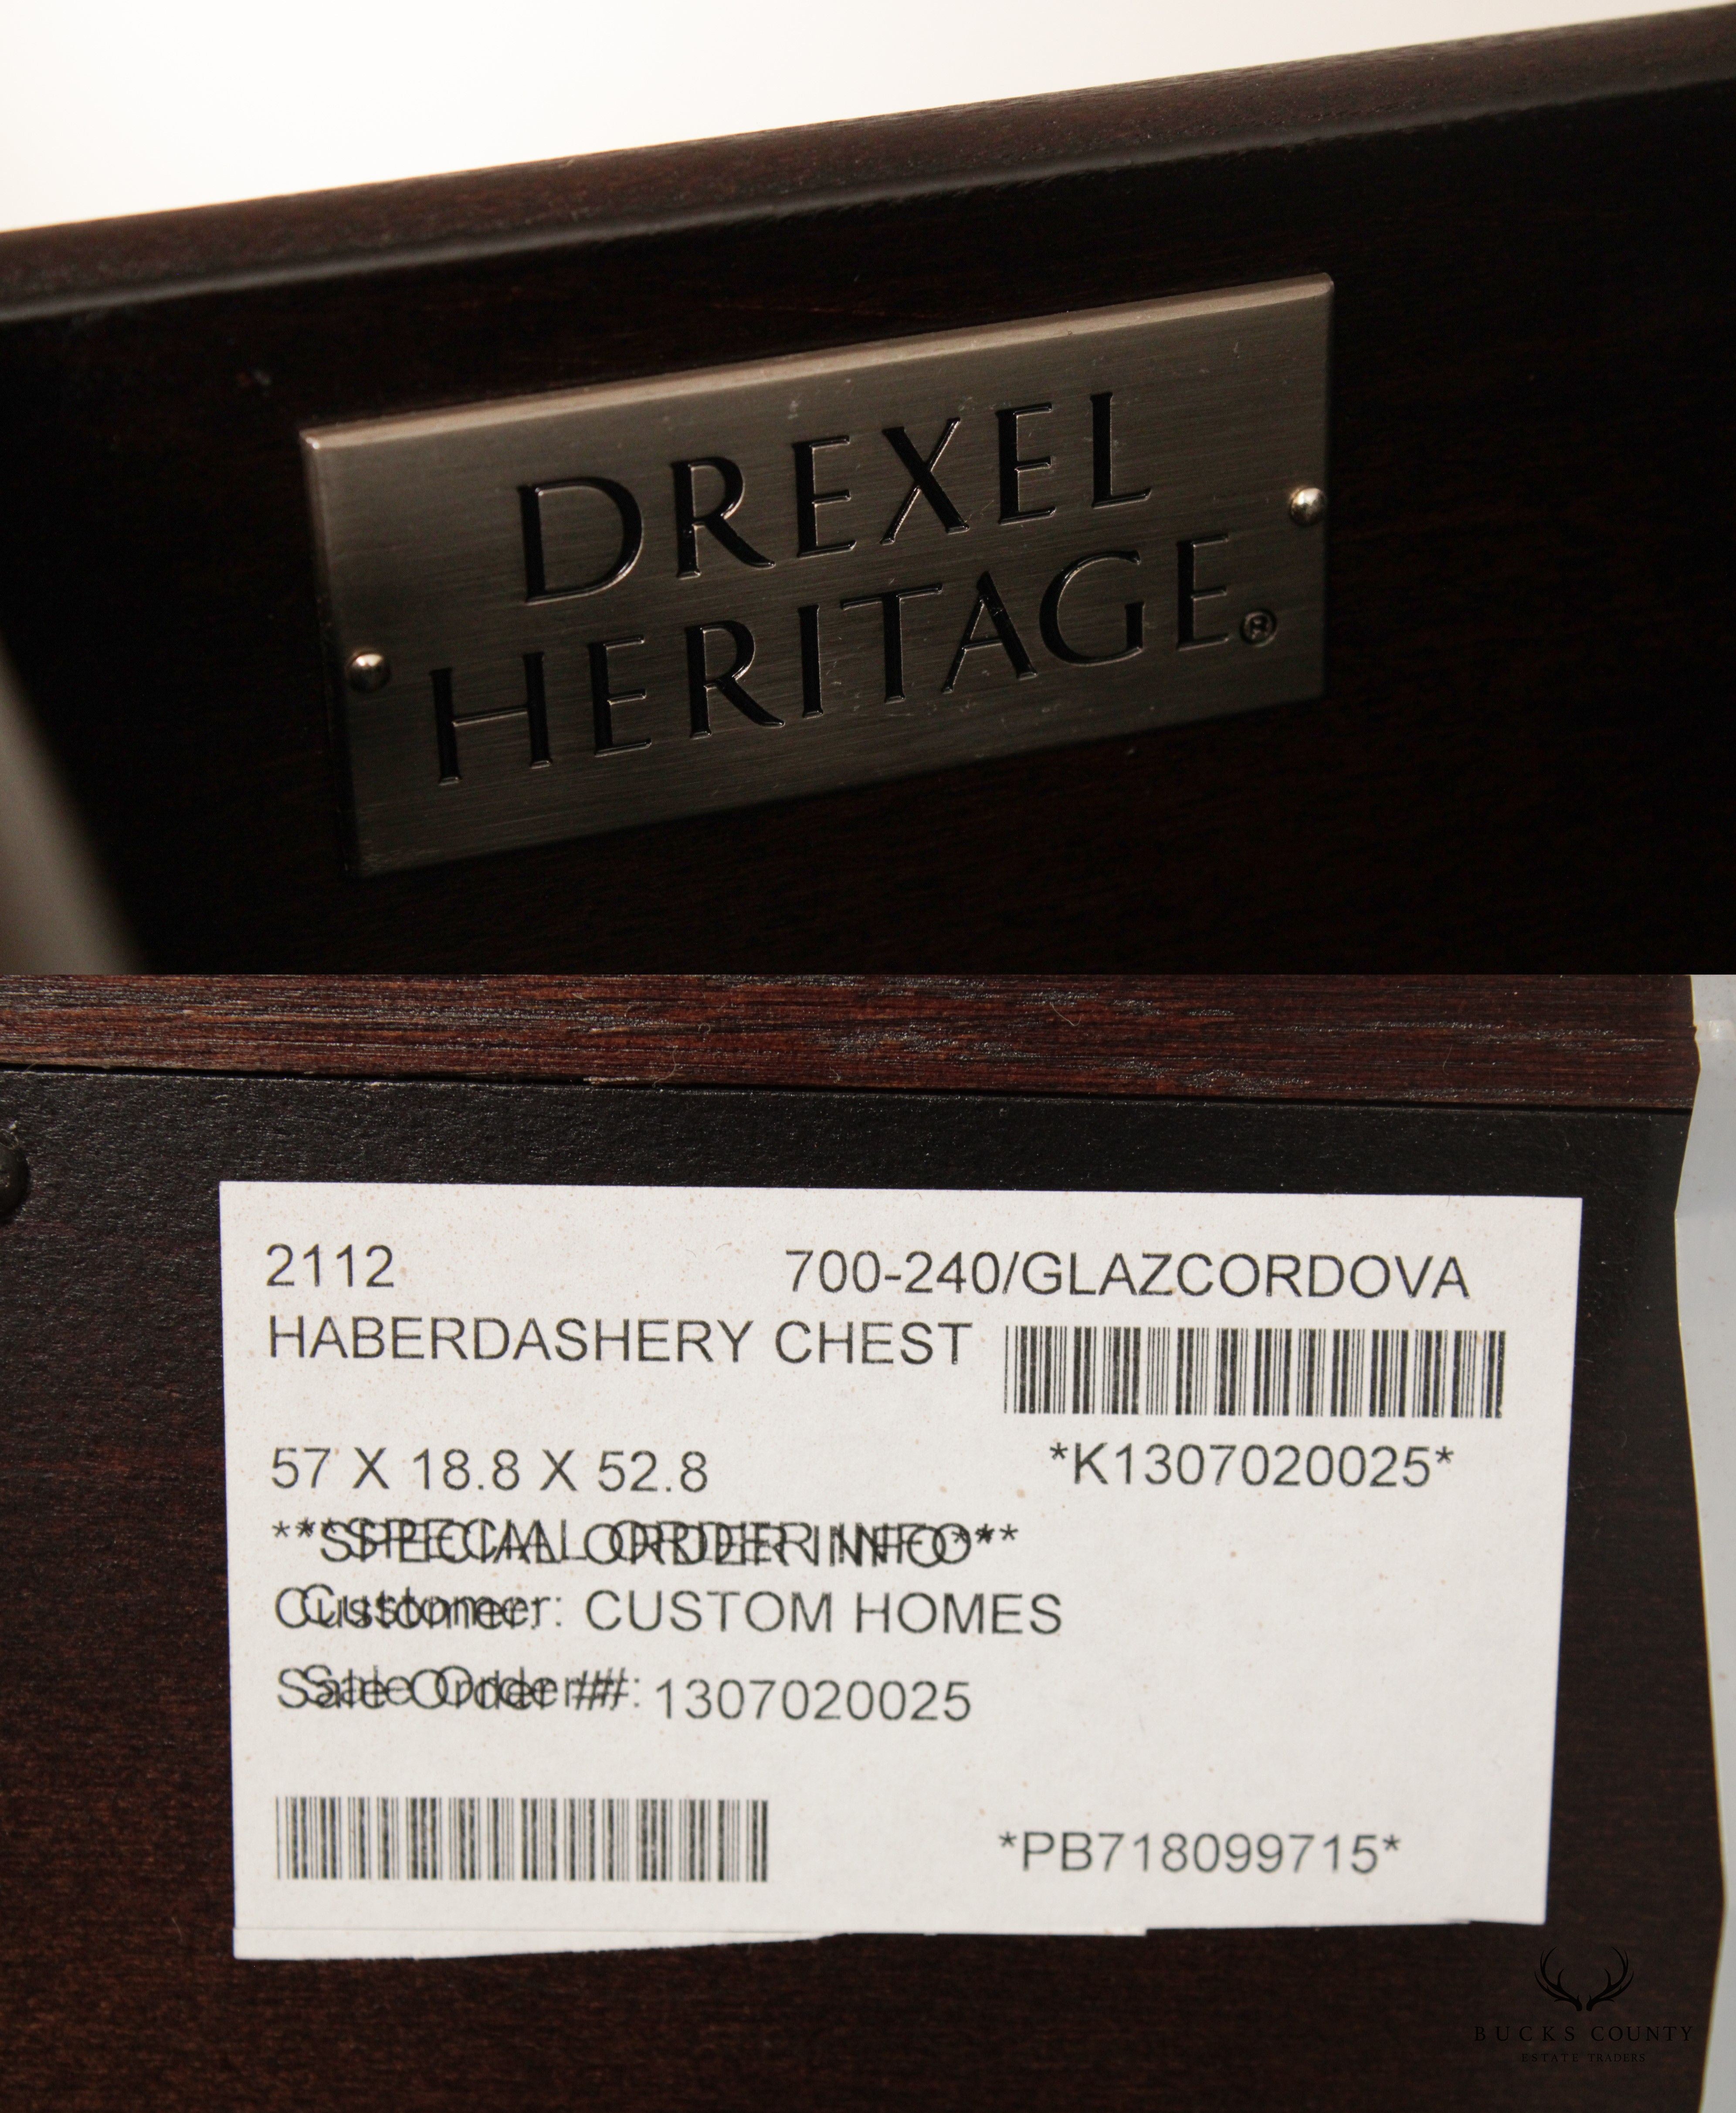 DREXEL
HERITAGE®
2112 700-240/GLAZCORDOVA
HABERDASHERY CHEST
57 X 18.8 X 52.8 *K1307020025*
***SPECIAL ORDER INFO***
Customer: CUSTOM HOMES
Sale Order #: 1307020025
*PB718099715*
BUCKS COUNTY
ESTATE TRADERS